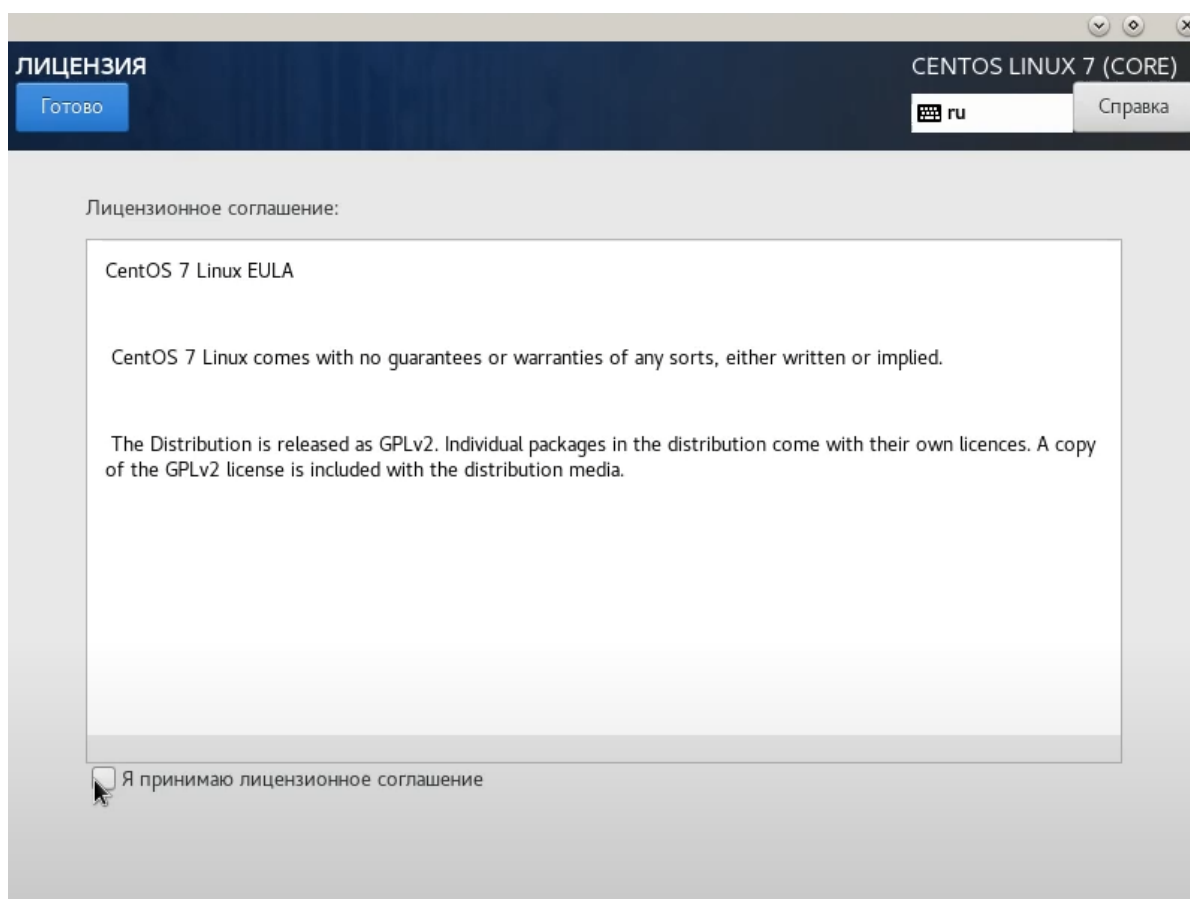 ЛИЦЕНЗИЯ
CENTOS LINUX 7 (CORE)
Готово
ru
Справка
Лицензионное соглашение:
CentOS 7 Linux EULA
CentOS 7 Linux comes with no guarantees or warranties of any sorts, either written or implied.
The Distribution is released as GPLv2. Individual packages in the distribution come with their own licences. A copy
of the GPLv2 license is included with the distribution media.
Я принимаю лицензионное соглашение